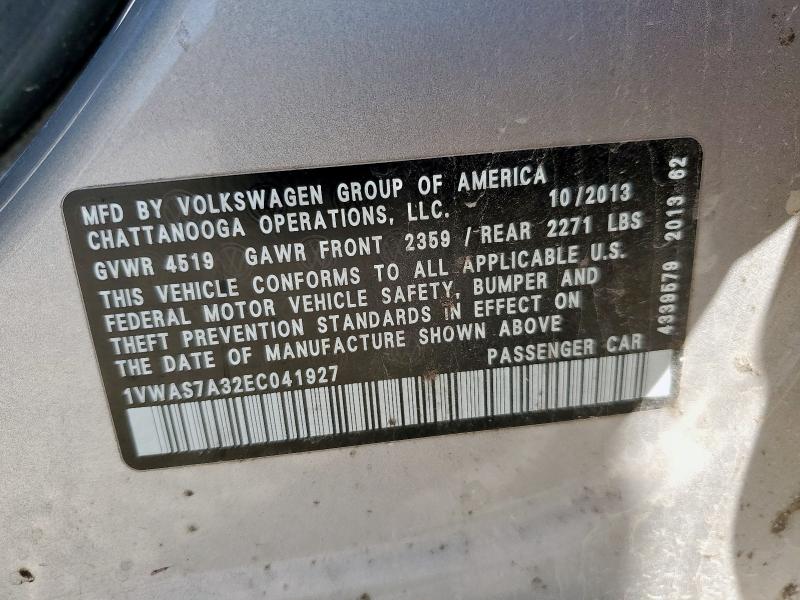 MFD BY VOLKSWAGEN GROUP OF AMERICA
CHATTANOOGA OPERATIONS, LLC. 10/2013
GVWR 4519 GAWR FRONT 2359 / REAR 2271 LBS
THIS VEHICLE CONFORMS TO ALL APPLICABLE U.S.
FEDERAL MOTOR VEHICLE SAFETY, BUMPER AND
THEFT PREVENTION STANDARDS IN EFFECT ON
THE DATE OF MANUFACTURE SHOWN ABOVE
1VWAS7A32EC041927 PASSENGER CAR
4339579 2013 62